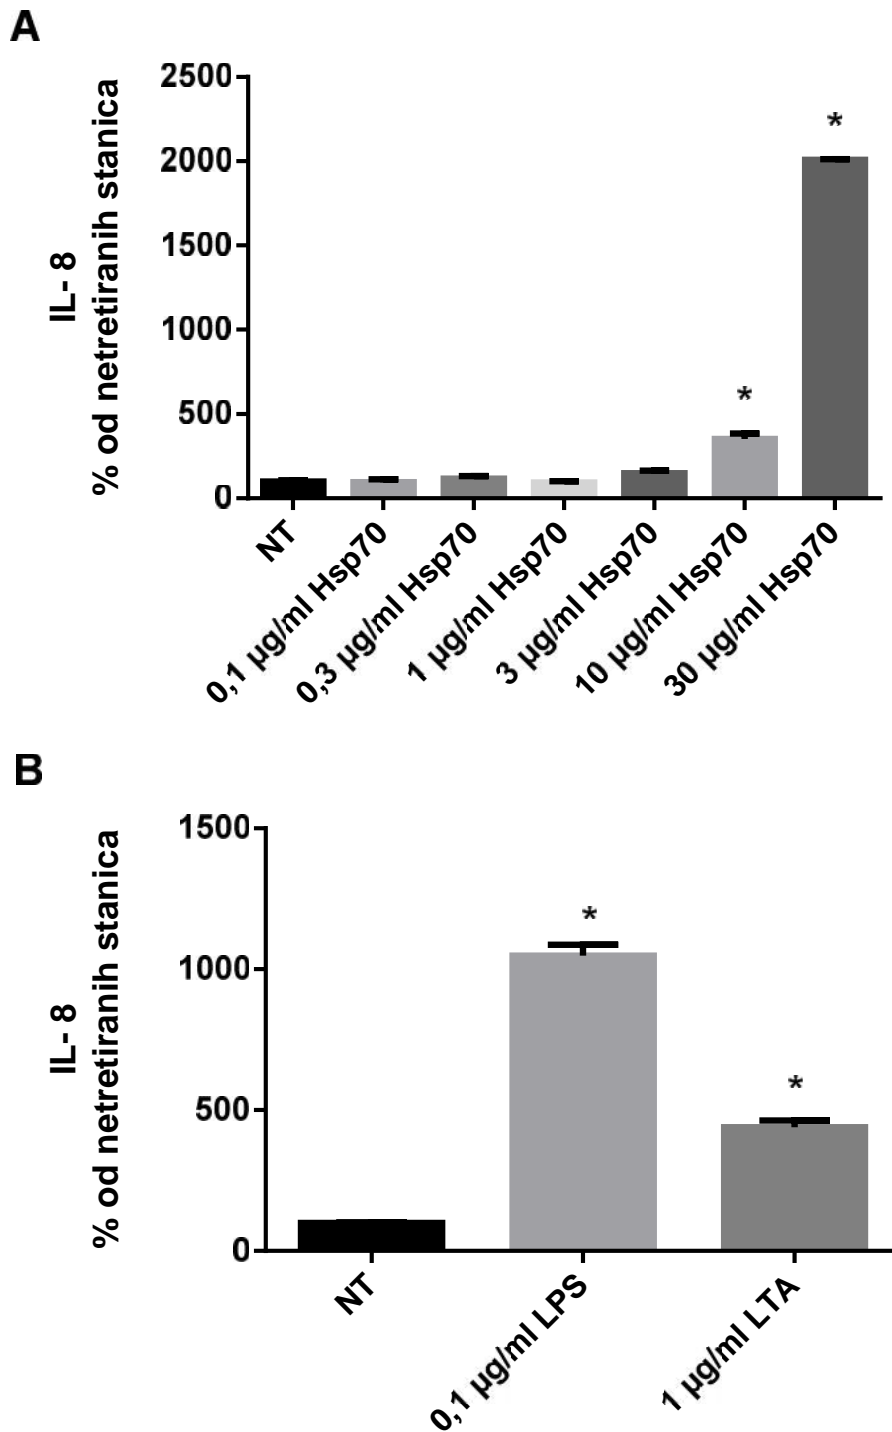 A
IL- 8
% od netretiranih stanica
2500
2000
1500
1000
500
0
*
*
NT
0,1 µg/ml Hsp70
0,3 µg/ml Hsp70
1 µg/ml Hsp70
3 µg/ml Hsp70
10 µg/ml Hsp70
30 µg/ml Hsp70
B
IL- 8
% od netretiranih stanica
1500
1000
500
0
*
*
NT
0,1 µg/ml LPS
1 µg/ml LTA